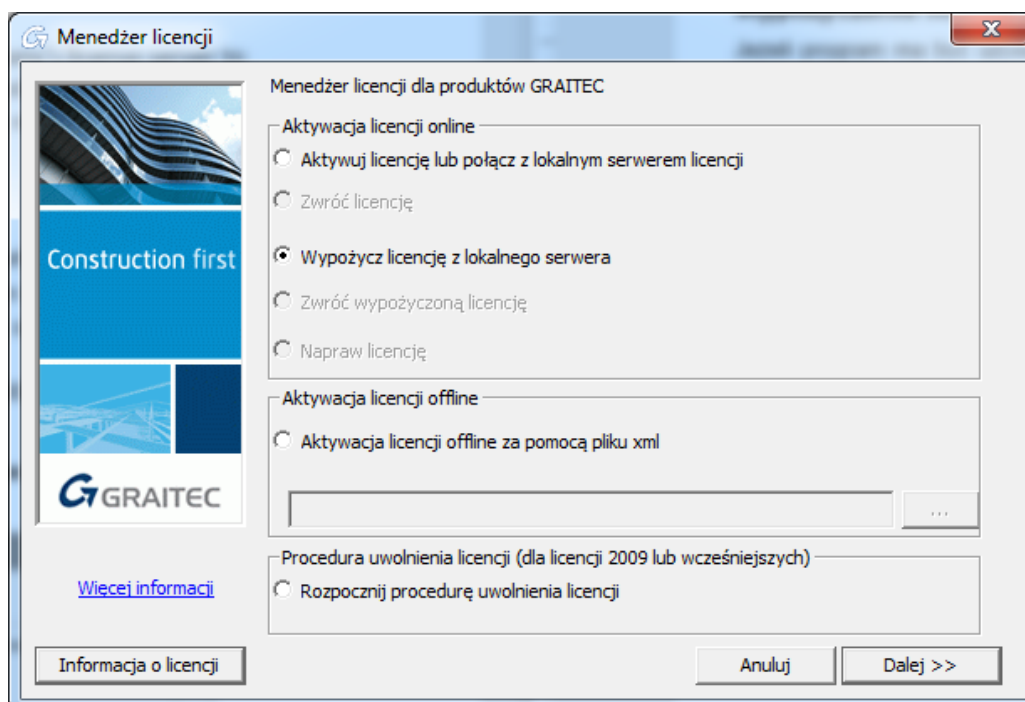 Menedżer licencji
Menedżer licencji dla produktów GRAITEC
Aktywacja licencji online
Aktywuj licencję lub połącz z lokalnym serwerem licencji
Zwróć licencję
Wypożycz licencję z lokalnego serwera
Zwróć wypożyczoną licencję
Napraw licencję
Aktywacja licencji offline
Aktywacja licencji offline za pomocą pliku xml
...
Procedura uwolnienia licencji (dla licencji 2009 lub wcześniejszych)
Rozpocznij procedurę uwolnienia licencji
Construction first
GRAITEC
Więcej informacji
Informacja o licencji
Anuluj
Dalej >>